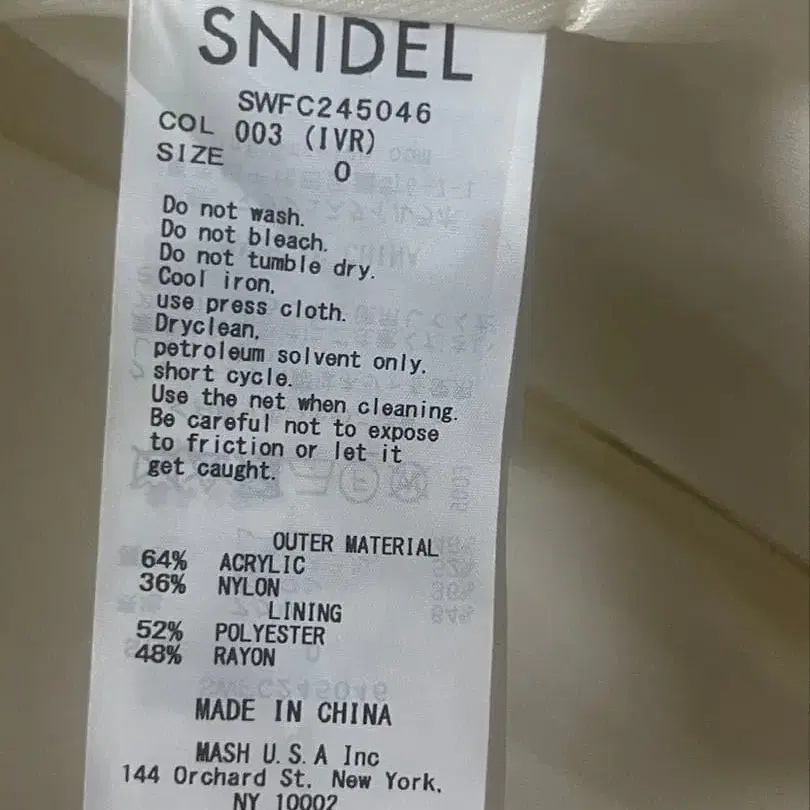 SNIDEL
SWFC245046
COL 003 (IVR)
SIZE 0
Do not wash.
Do not bleach.
Do not tumble dry.
Cool iron,
use press cloth.
Dryclean,
petroleum solvent only,
short cycle.
Use the net when cleaning.
Be careful not to expose
to friction or let it
get caught.
OUTER MATERIAL
64% ACRYLIC
36% NYLON
LINING
52% POLYESTER
48% RAYON
MADE IN CHINA
MASH U.S.A Inc
144 Orchard St, New York,
NY 10002